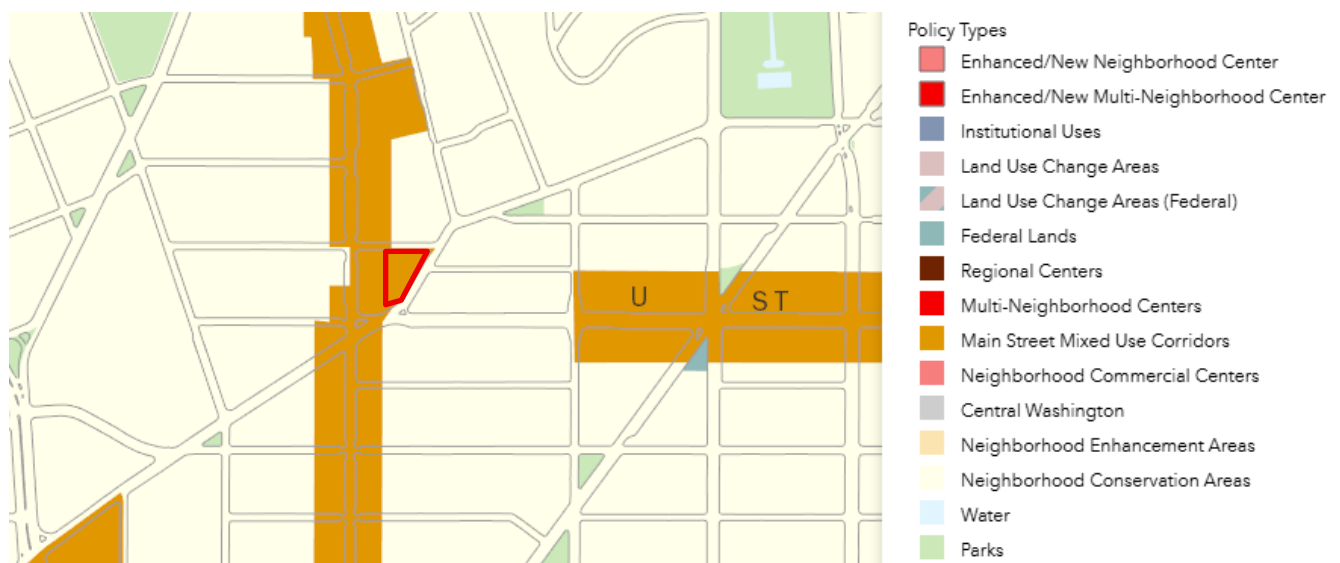 U ST
Policy Types
Enhanced/New Neighborhood Center
Enhanced/New Multi-Neighborhood Center
Institutional Uses
Land Use Change Areas
Land Use Change Areas (Federal)
Federal Lands
Regional Centers
Multi-Neighborhood Centers
Main Street Mixed Use Corridors
Neighborhood Commercial Centers
Central Washington
Neighborhood Enhancement Areas
Neighborhood Conservation Areas
Water
Parks